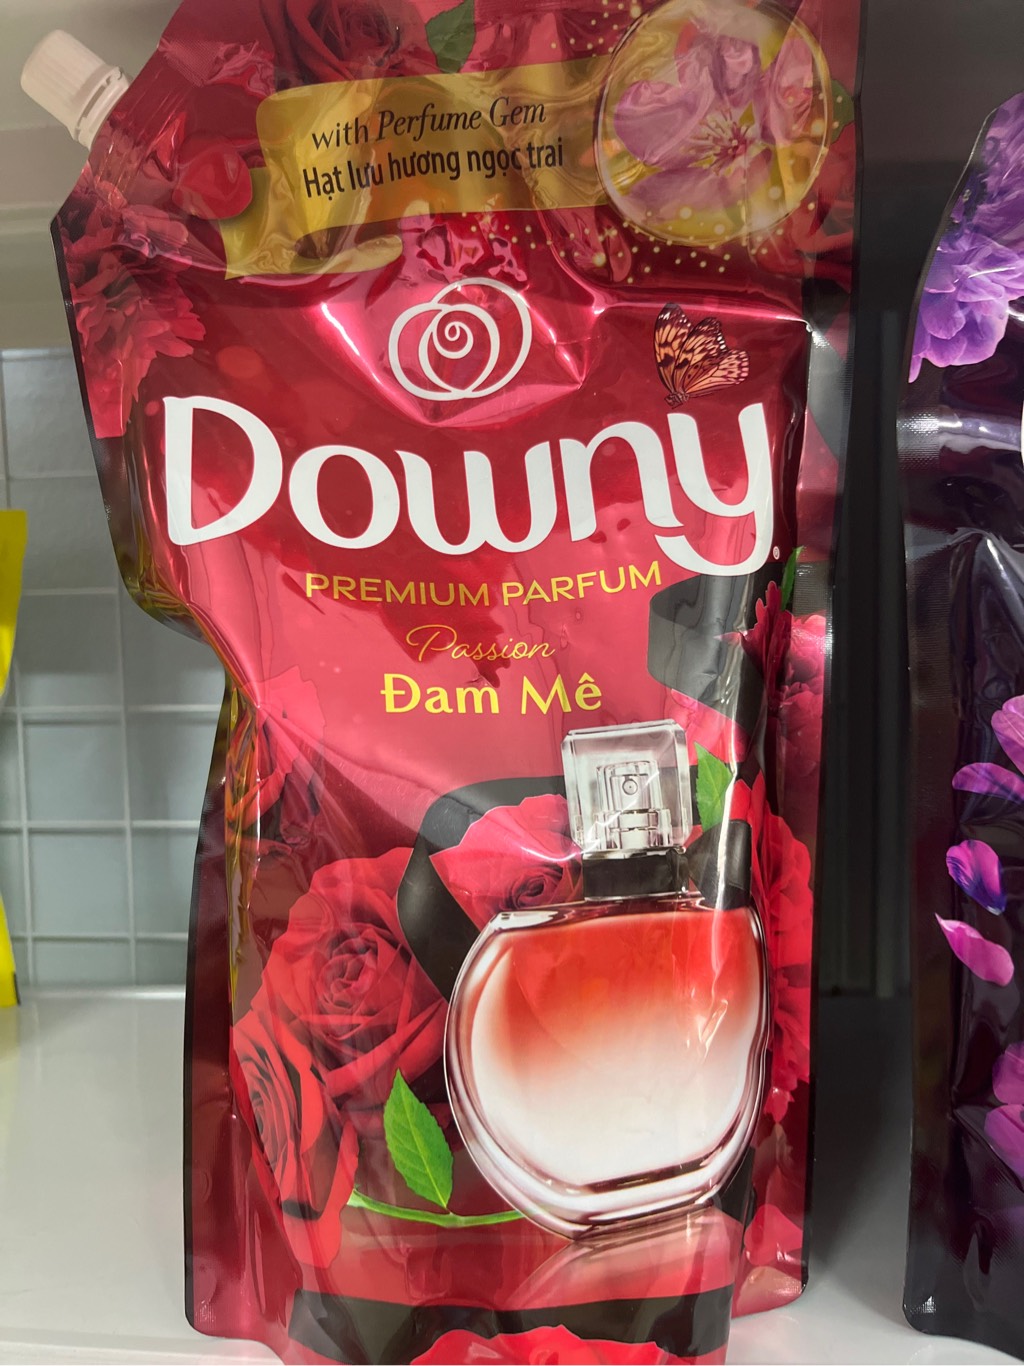 with Perfume Gem
Hạt lưu hương ngọc trai
Downy
PREMIUM PARFUM
Passion
Đam Mê